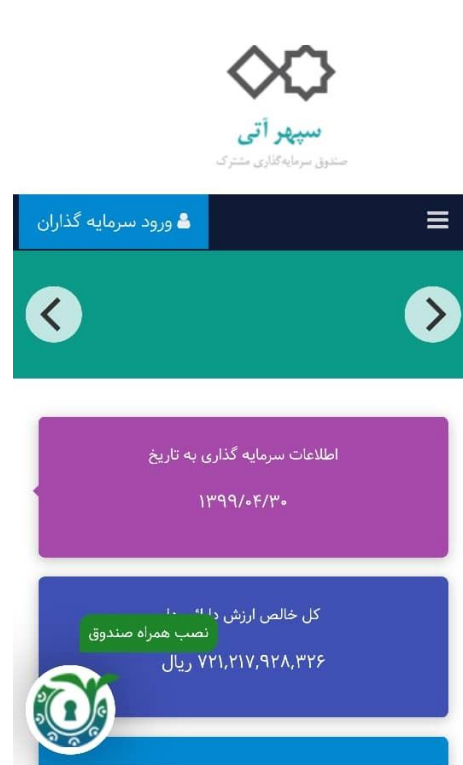 سپهر آتی
صندوق سرمایه‌گذاری مشترک
ورود سرمایه گذاران
اطلاعات سرمایه گذاری به تاریخ
۱۳۹۹/۰۴/۳۰
کل خالص ارزش
نصب همراه صندوق
۷۲۱,۲۱۷,۹۲۸,۳۲۶ ریال